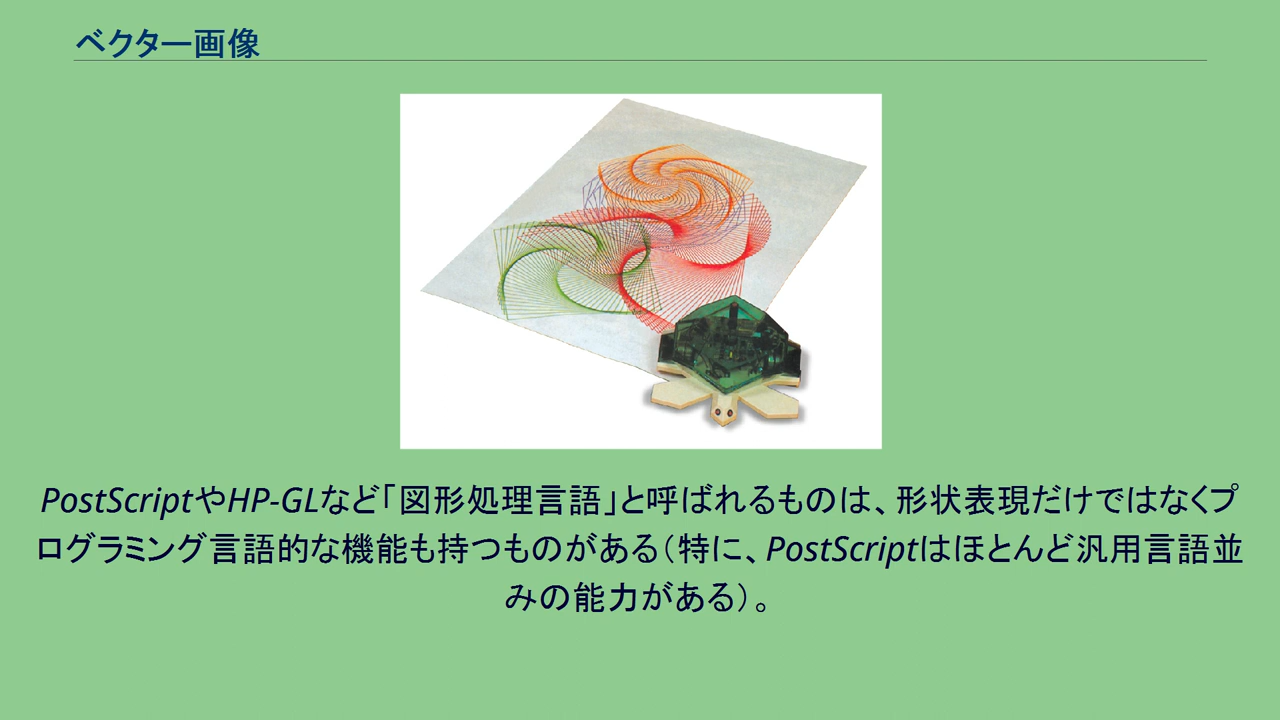 ベクター画像
PostScriptやHP-GLなど「図形処理言語」と呼ばれるものは、形状表現だけではなくプ
ログラミング言語的な機能も持つものがある（特に、PostScriptはほとんど汎用言語並
みの能力がある）。